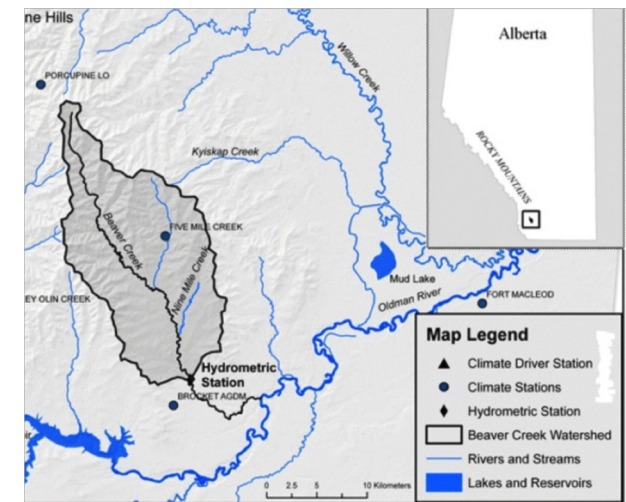 ne Hills
PORCUPINE LO
Willow Creek
Alberta
ROCKY MOUNTAINS
Kyiskap Creek
Beaver Creek
FIVE MILE CREEK
Nine Mile Creek
Mud Lake
EY OLIN CREEK
Oldman River
FORT MACLEOD
Hydrometric
Station
BROCKET AGDM
Map Legend
Climate Driver Station
Climate Stations
Hydrometric Station
Beaver Creek Watershed
Rivers and Streams
Lakes and Reservoirs
0 2.5 5 10 Kilometers